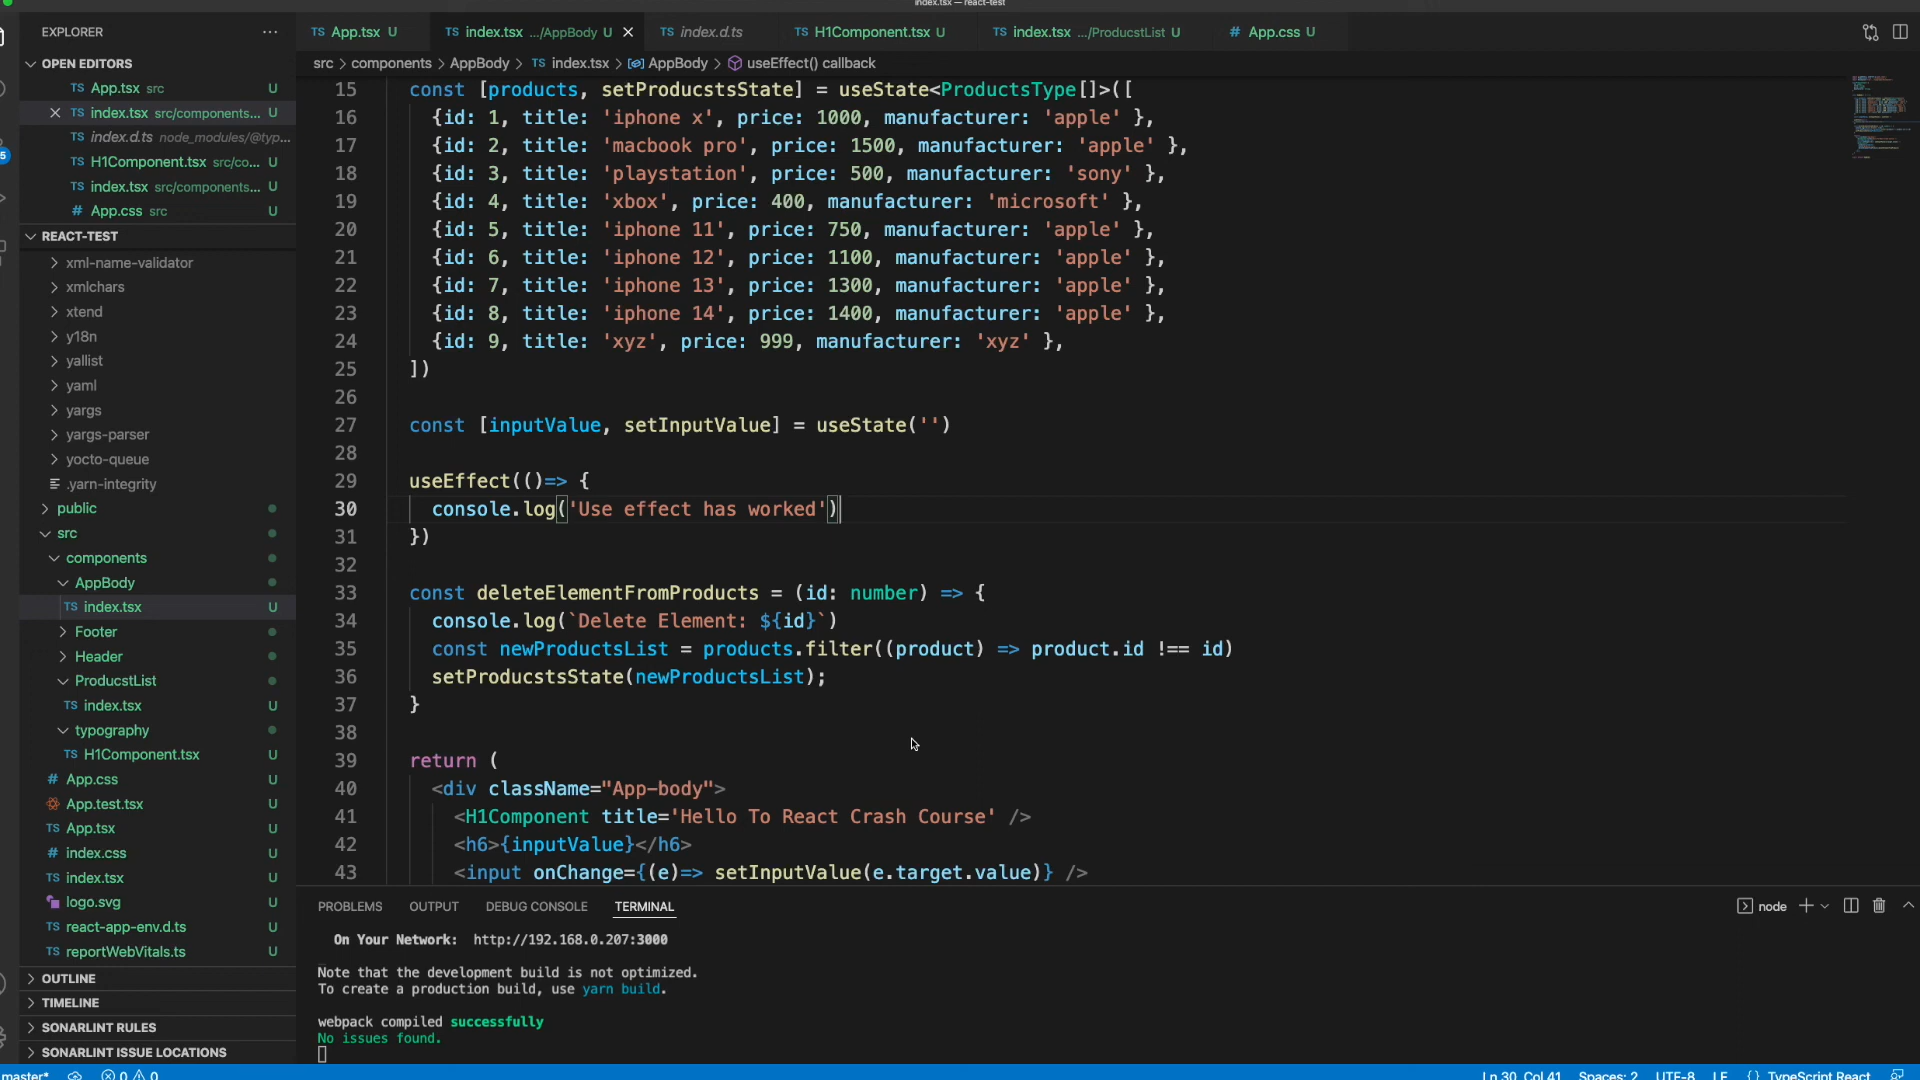 index.tsx — react-test
EXPLORER
OPEN EDITORS
App.tsx src U
index.tsx src/components... U
index.d.ts node_modules/@typ...
H1Component.tsx src/co... U
index.tsx src/components... U
App.css src U
REACT-TEST
xml-name-validator
xmlchars
xtend
y18n
yallist
yaml
yargs
yargs-parser
yocto-queue
.yarn-integrity
public
src
components
AppBody
index.tsx U
Footer
Header
ProducstList
index.tsx U
typography
H1Component.tsx U
App.css U
App.test.tsx U
App.tsx U
index.css U
index.tsx U
logo.svg U
react-app-env.d.ts U
reportWebVitals.ts U
OUTLINE
TIMELINE
SONARLINT RULES
SONARLINT ISSUE LOCATIONS
App.tsx U index.tsx .../AppBody U index.d.ts H1Component.tsx U index.tsx .../ProducstList U App.css U
src > components > AppBody > index.tsx > AppBody > useEffect() callback
15 const [products, setProducstsState] = useState<ProductsType[]>([
16 {id: 1, title: 'iphone x', price: 1000, manufacturer: 'apple' },
17 {id: 2, title: 'macbook pro', price: 1500, manufacturer: 'apple' },
18 {id: 3, title: 'playstation', price: 500, manufacturer: 'sony' },
19 {id: 4, title: 'xbox', price: 400, manufacturer: 'microsoft' },
20 {id: 5, title: 'iphone 11', price: 750, manufacturer: 'apple' },
21 {id: 6, title: 'iphone 12', price: 1100, manufacturer: 'apple' },
22 {id: 7, title: 'iphone 13', price: 1300, manufacturer: 'apple' },
23 {id: 8, title: 'iphone 14', price: 1400, manufacturer: 'apple' },
24 {id: 9, title: 'xyz', price: 999, manufacturer: 'xyz' },
25 ])
26
27 const [inputValue, setInputValue] = useState('')
28
29 useEffect(()=> {
30 console.log('Use effect has worked')
31 })
32
33 const deleteElementFromProducts = (id: number) => {
34 console.log(`Delete Element: ${id}`)
35 const newProductsList = products.filter((product) => product.id !== id)
36 setProducstsState(newProductsList);
37 }
38
39 return (
40 <div className="App-body">
41 <H1Component title='Hello To React Crash Course' />
42 <h6>{inputValue}</h6>
43 <input onChange={(e)=> setInputValue(e.target.value)} />
PROBLEMS OUTPUT DEBUG CONSOLE TERMINAL node
On Your Network: http://192.168.0.207:3000
Note that the development build is not optimized.
To create a production build, use yarn build.
webpack compiled successfully
No issues found.
master* 0 0 Ln 30, Col 41 Spaces: 2 UTF-8 LF {} TypeScript React